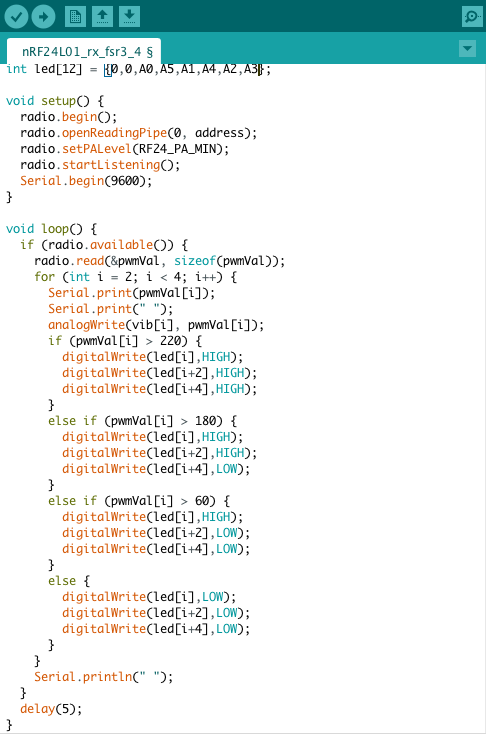 nRF24L01_rx_fsr3_4 §
int led[12] = {0,0,A0,A5,A1,A4,A2,A3};
void setup() {
  radio.begin();
  radio.openReadingPipe(0, address);
  radio.setPALevel(RF24_PA_MIN);
  radio.startListening();
  Serial.begin(9600);
}
void loop() {
  if (radio.available()) {
    radio.read(&pwmVal, sizeof(pwmVal));
    for (int i = 2; i < 4; i++) {
      Serial.print(pwmVal[i]);
      Serial.print(" ");
      analogWrite(vib[i], pwmVal[i]);
      if (pwmVal[i] > 220) {
        digitalWrite(led[i],HIGH);
        digitalWrite(led[i+2],HIGH);
        digitalWrite(led[i+4],HIGH);
      }
      else if (pwmVal[i] > 180) {
        digitalWrite(led[i],HIGH);
        digitalWrite(led[i+2],HIGH);
        digitalWrite(led[i+4],LOW);
      }
      else if (pwmVal[i] > 60) {
        digitalWrite(led[i],HIGH);
        digitalWrite(led[i+2],LOW);
        digitalWrite(led[i+4],LOW);
      }
      else {
        digitalWrite(led[i],LOW);
        digitalWrite(led[i+2],LOW);
        digitalWrite(led[i+4],LOW);
      }
    }
    Serial.println(" ");
  }
  delay(5);
}